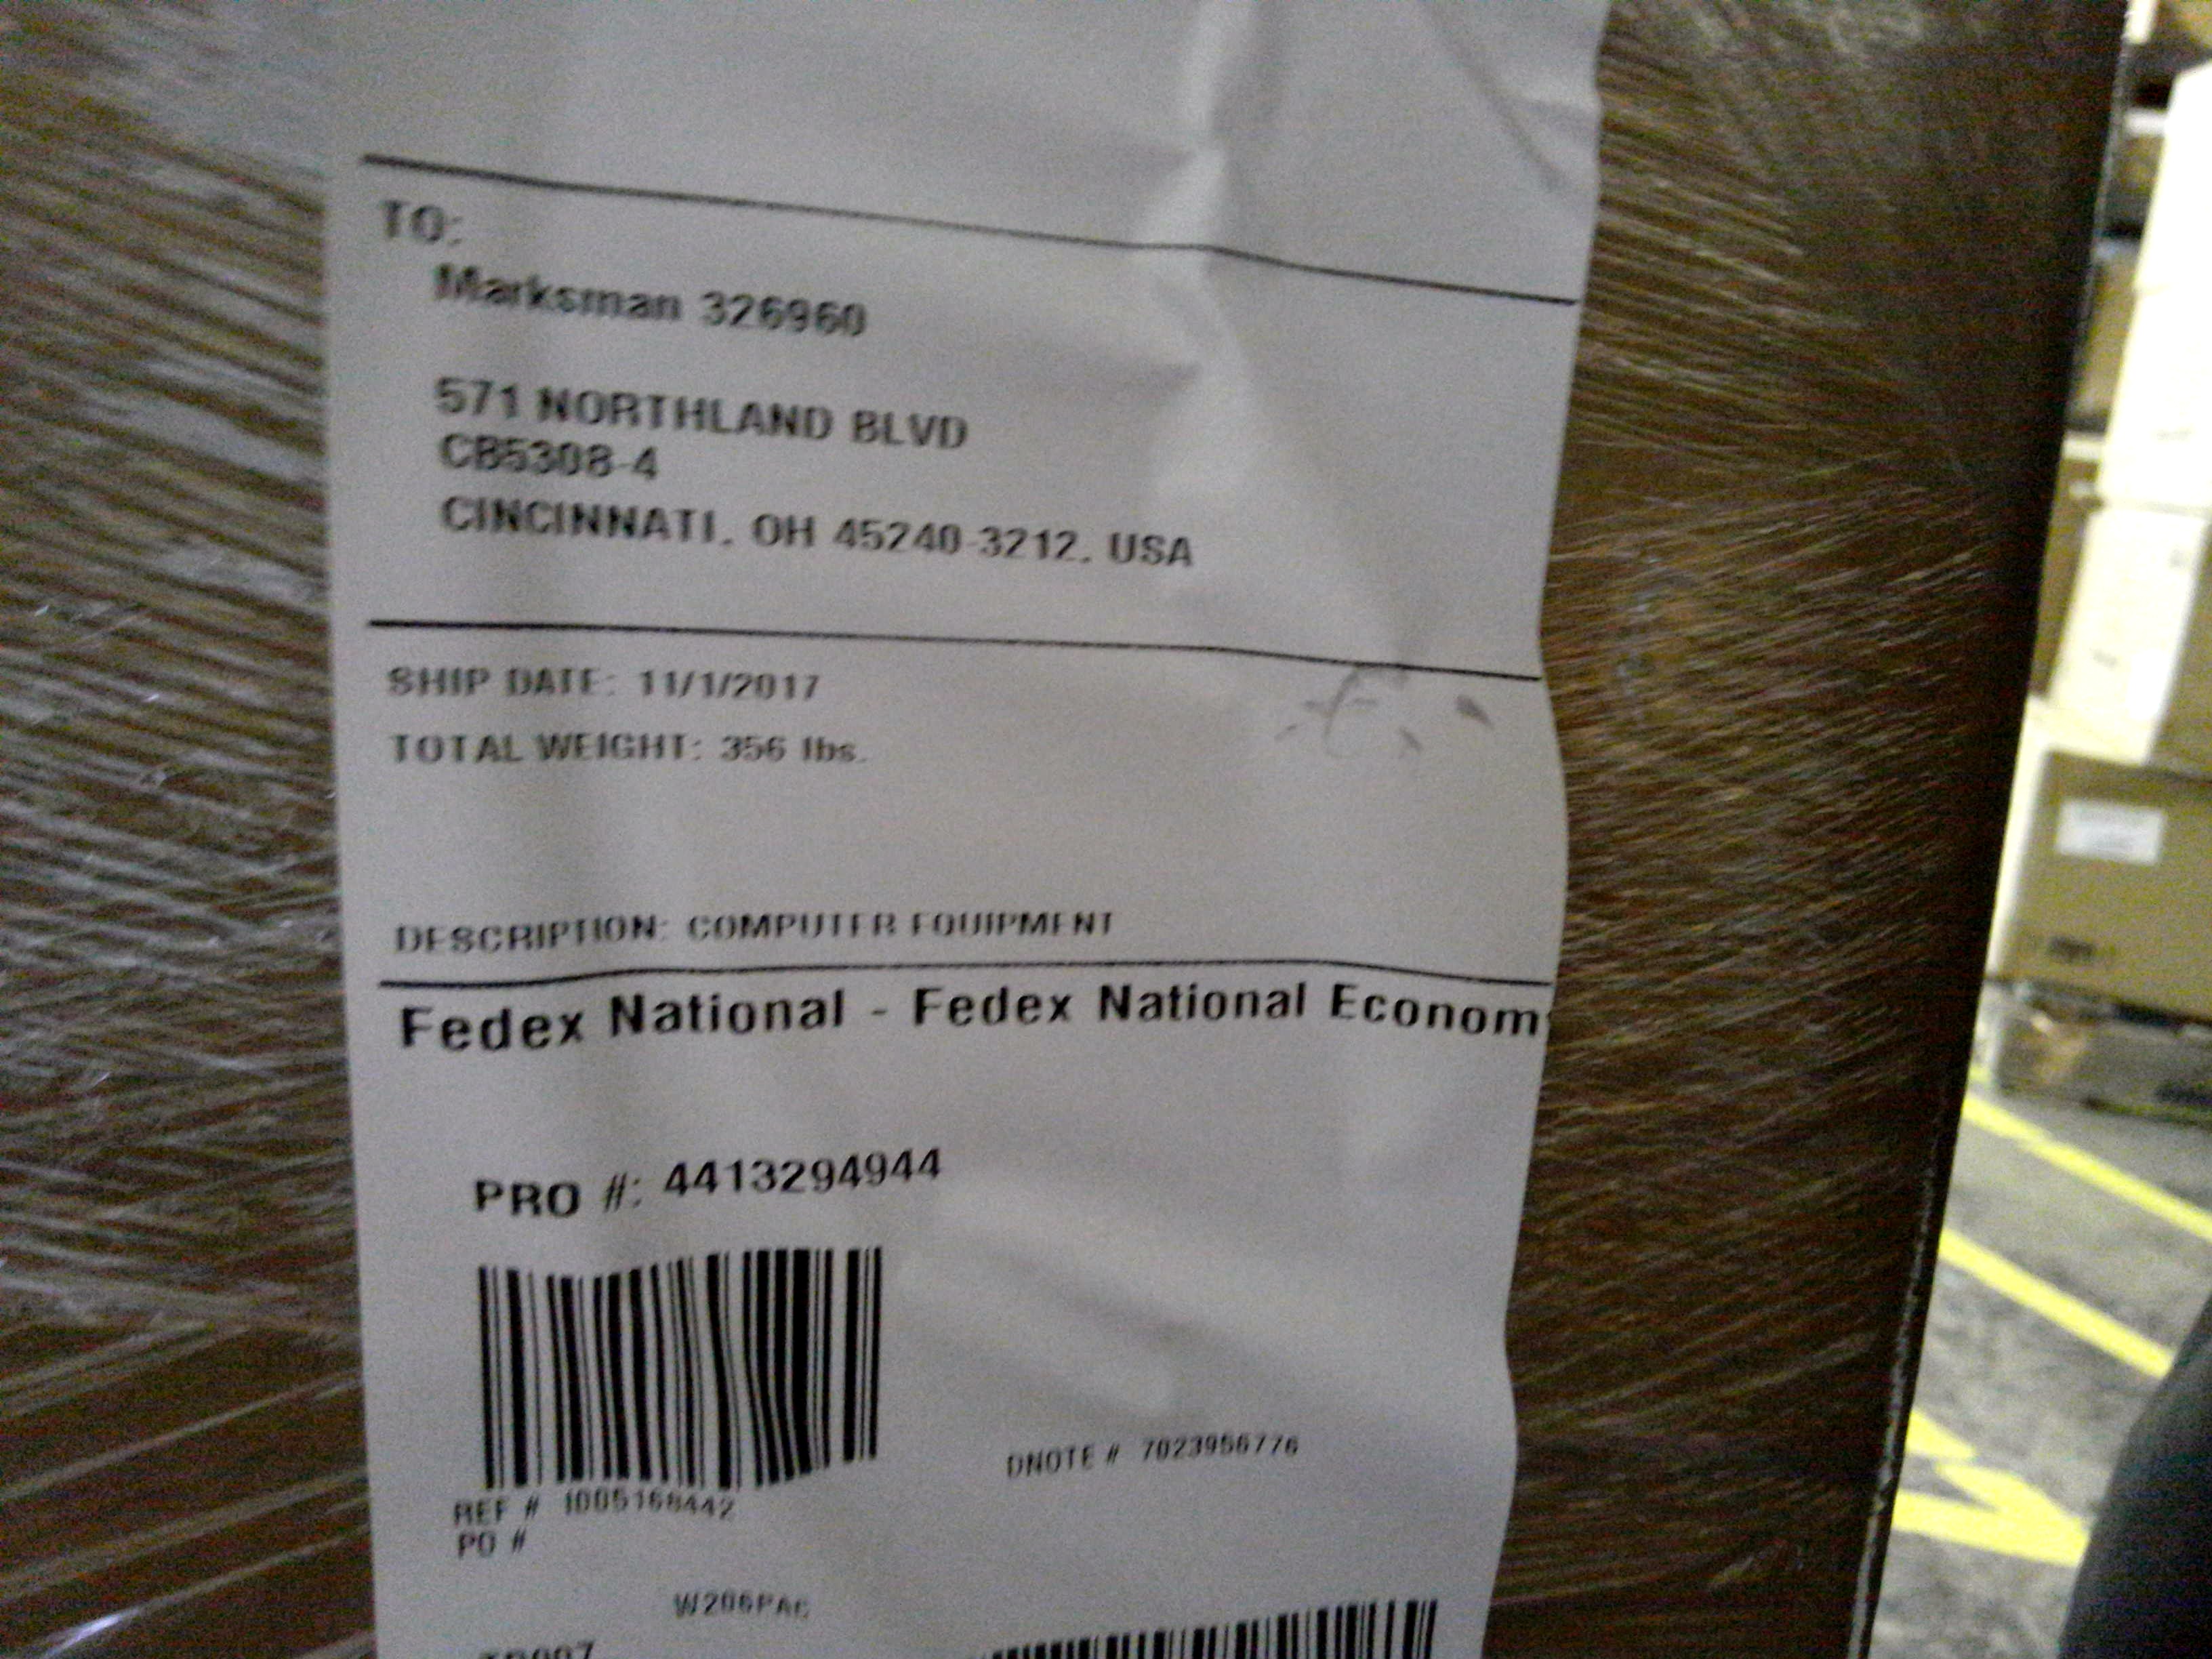 TO:
Marksman 326960
571 NORTHLAND BLVD
CB5308-4
CINCINNATI, OH 45240-3212, USA
SHIP DATE: 11/1/2017
TOTAL WEIGHT: 356 lbs.
DESCRIPTION: COMPUTER EQUIPMENT
Fedex National - Fedex National Econom
PRO #: 4413294944
DNOTE # 7023956776
REF # 1005168442
PO #
W206PAC